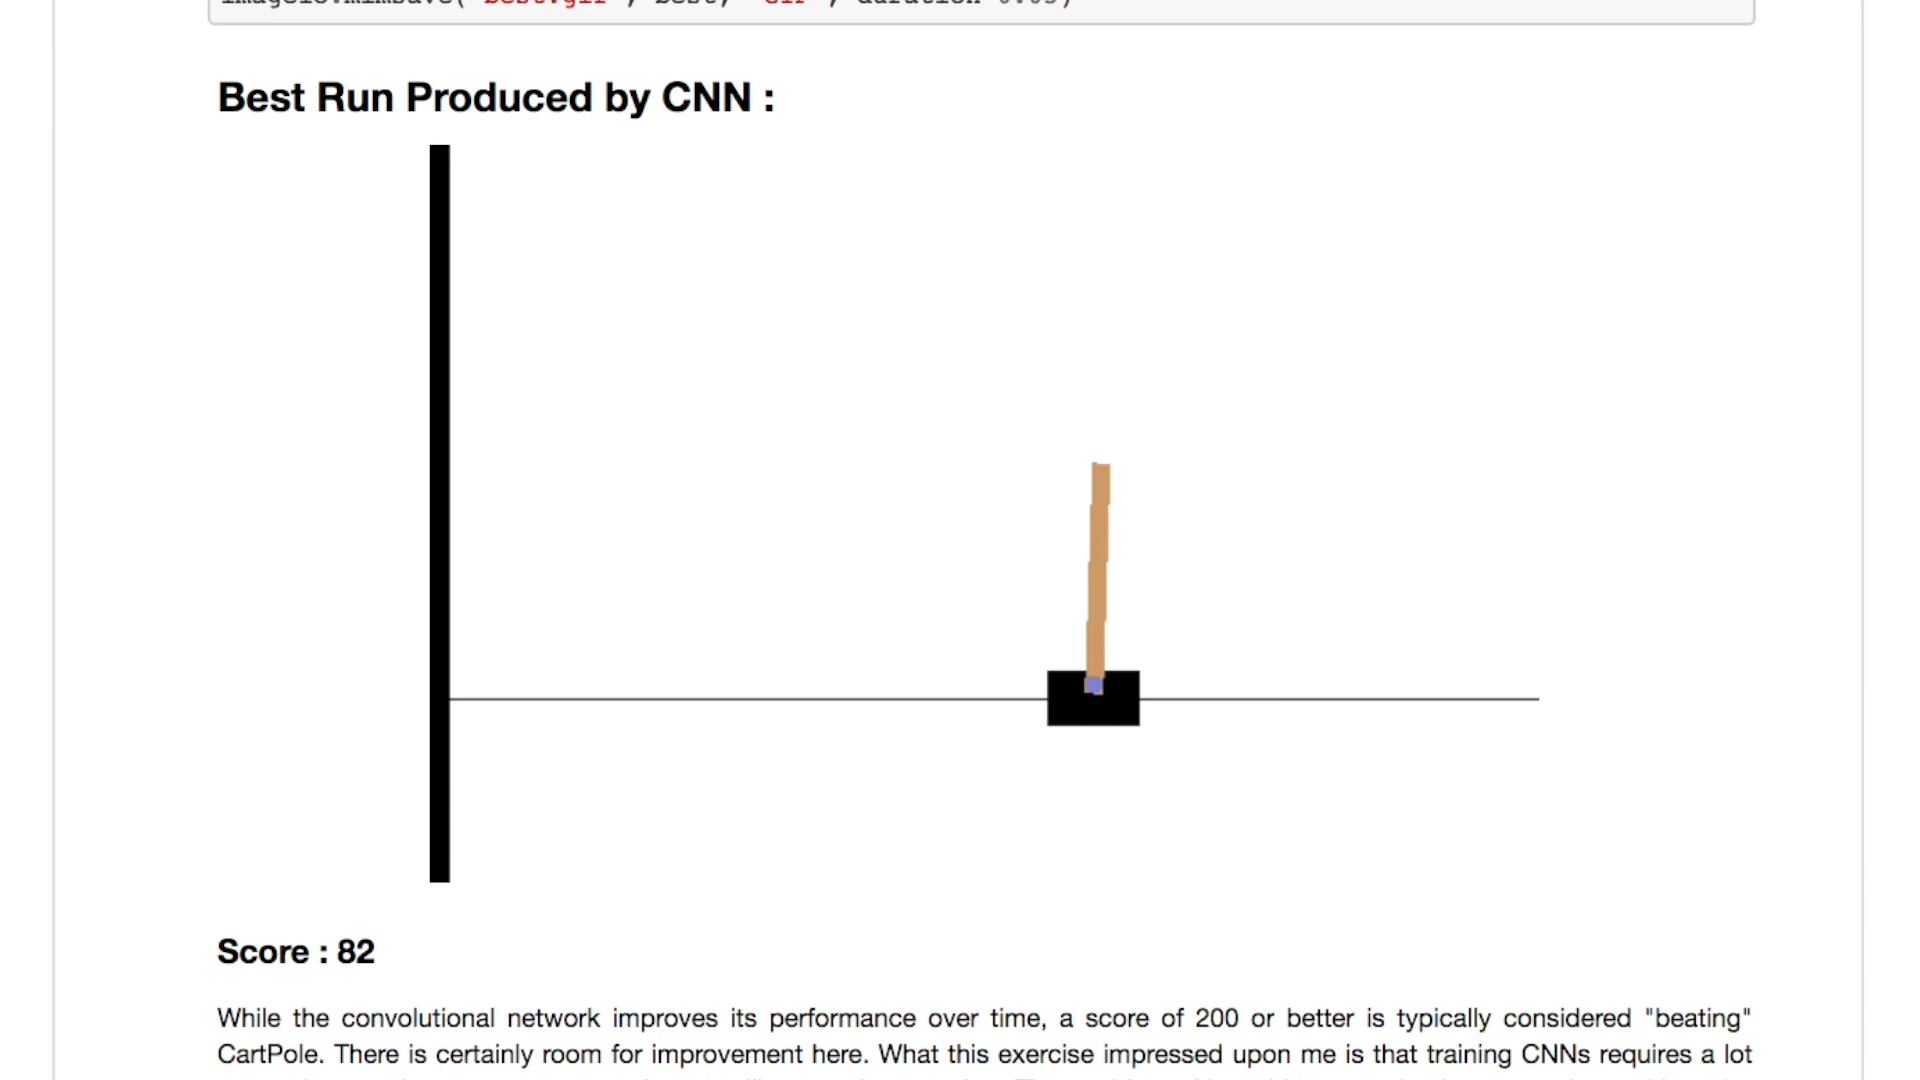 Best Run Produced by CNN :
Score : 82
While the convolutional network improves its performance over time, a score of 200 or better is typically considered "beating"
CartPole. There is certainly room for improvement here. What this exercise impressed upon me is that training CNNs requires a lot